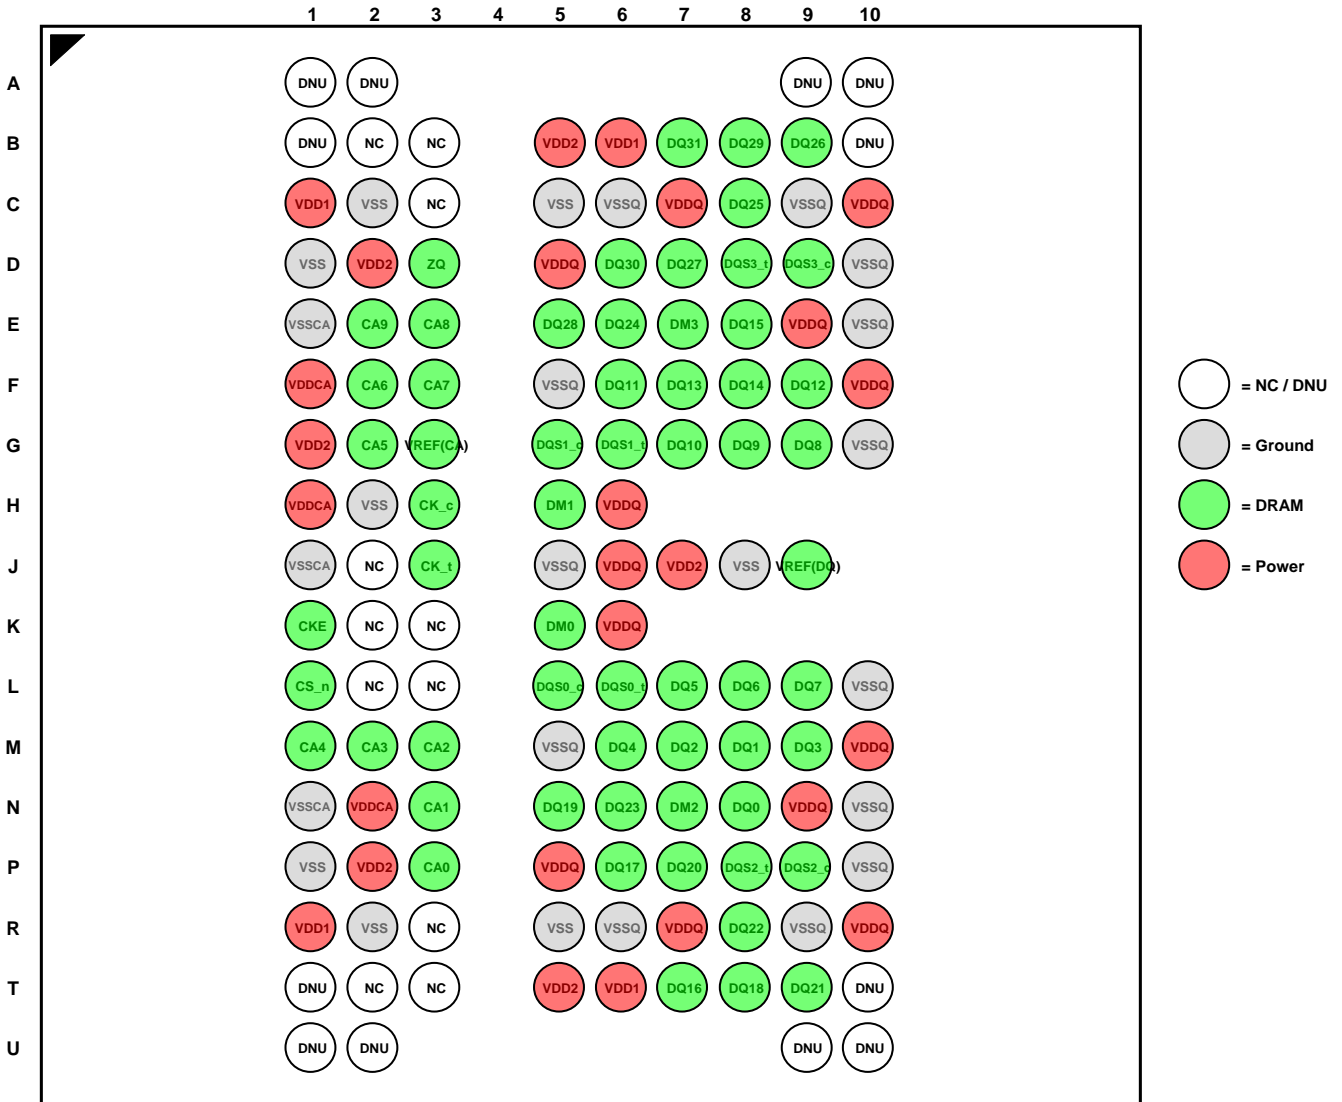 1 2 3 4 5 6 7 8 9 10
A DNU DNU DNU DNU
B DNU NC NC VDD2 VDD1 DQ31 DQ29 DQ26 DNU
C VDD1 VSS NC VSS VSSQ VDDQ DQ25 VSSQ VDDQ
D VSS VDD2 ZQ VDDQ DQ30 DQ27 DQS3_t DQS3_c VSSQ
E VSSCA CA9 CA8 DQ28 DQ24 DM3 DQ15 VDDQ VSSQ
F VDDCA CA6 CA7 VSSQ DQ11 DQ13 DQ14 DQ12 VDDQ
= NC / DNU
G VDD2 CA5 VREF(CA) DQS1_c DQS1_t DQ10 DQ9 DQ8 VSSQ
= Ground
H VDDCA VSS CK_c DM1 VDDQ
= DRAM
J VSSCA NC CK_t VSSQ VDDQ VDD2 VSS VREF(DQ)
= Power
K CKE NC NC DM0 VDDQ
L CS_n NC NC DQS0_c DQS0_t DQ5 DQ6 DQ7 VSSQ
M CA4 CA3 CA2 VSSQ DQ4 DQ2 DQ1 DQ3 VDDQ
N VSSCA VDDCA CA1 DQ19 DQ23 DM2 DQ0 VDDQ VSSQ
P VSS VDD2 CA0 VDDQ DQ17 DQ20 DQS2_t DQS2_c VSSQ
R VDD1 VSS NC VSS VSSQ VDDQ DQ22 VSSQ VDDQ
T DNU NC NC VDD2 VDD1 DQ16 DQ18 DQ21 DNU
U DNU DNU DNU DNU